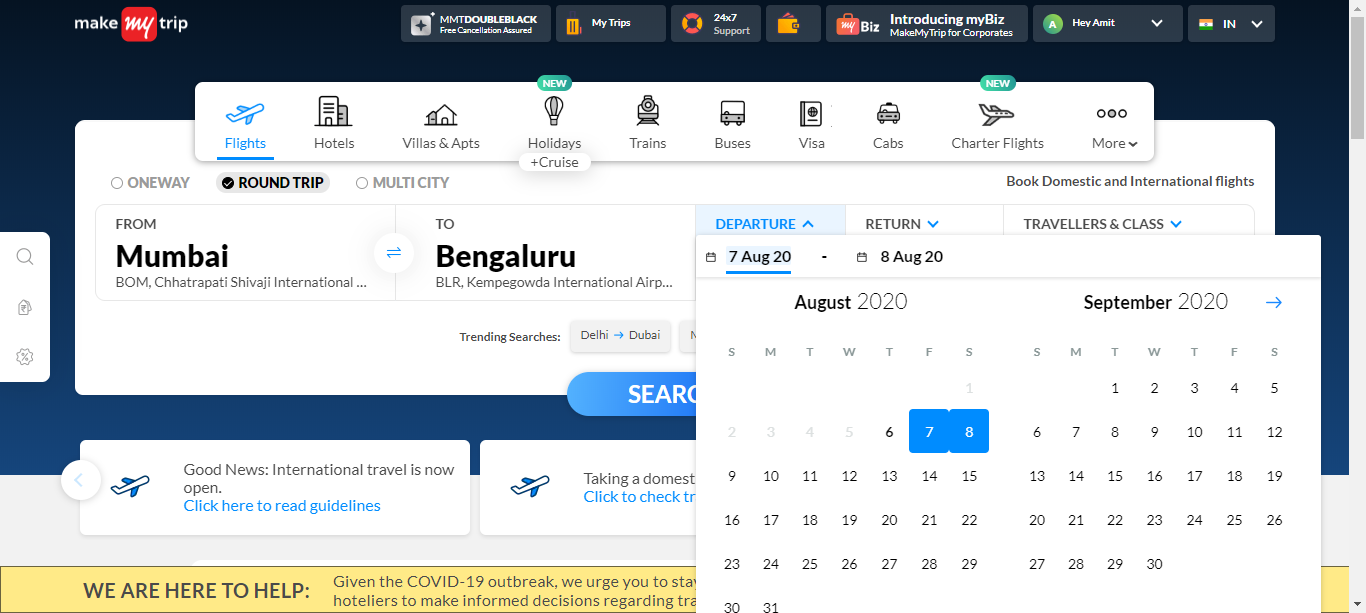 make my trip
MMTDOUBLEBLACK
Free Cancellation Assured
My Trips
24x7
Support
my Biz
Introducing myBiz
MakeMyTrip for Corporates
A
Hey Amit
IN
NEW
NEW
Flights
Hotels
Villas & Apts
Holidays
Trains
Buses
Visa
Cabs
Charter Flights
More
+Cruise
ONEWAY
ROUND TRIP
MULTI CITY
Book Domestic and International flights
FROM
Mumbai
BOM, Chhatrapati Shivaji International ...
TO
Bengaluru
BLR, Kempegowda International Airp...
DEPARTURE
RETURN
TRAVELLERS & CLASS
7 Aug 20 - 8 Aug 20
August 2020
S M T W T F S
1
2 3 4 5 6 7 8
9 10 11 12 13 14 15
16 17 18 19 20 21 22
23 24 25 26 27 28 29
30 31
September 2020
S M T W T F S
1 2 3 4 5
6 7 8 9 10 11 12
13 14 15 16 17 18 19
20 21 22 23 24 25 26
27 28 29 30
Trending Searches:
Delhi → Dubai
SEARC
Good News: International travel is now
open.
Click here to read guidelines
Taking a domest
Click to check tr
WE ARE HERE TO HELP:
Given the COVID-19 outbreak, we urge you to stay
hoteliers to make informed decisions regarding tra